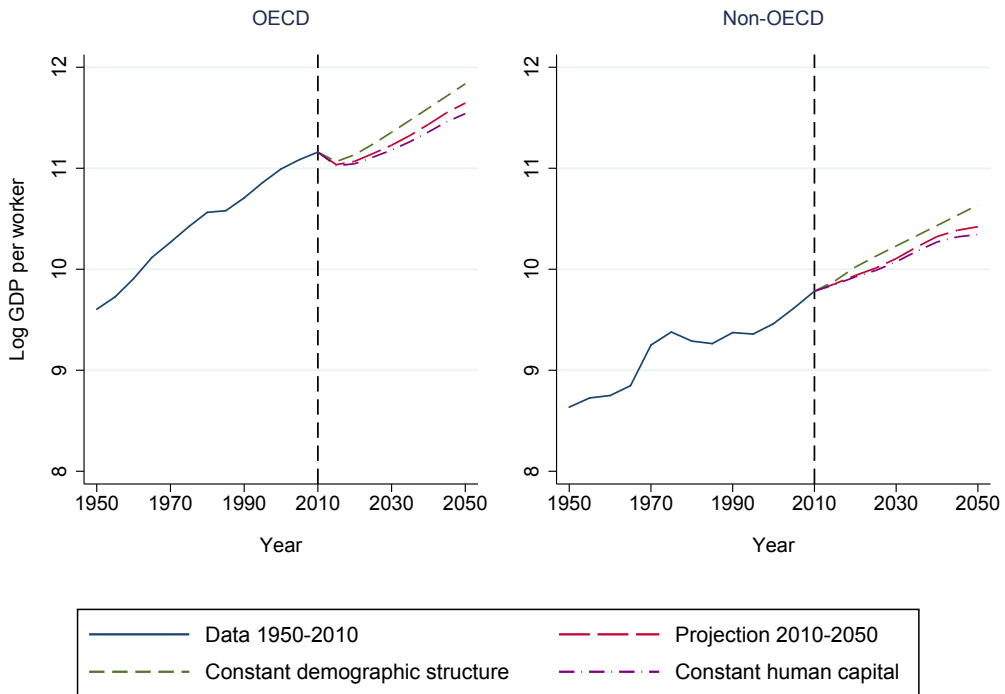 OECD
Non-OECD
Log GDP per worker
12
11
10
9
8
1950 1970 1990 2010 2030 2050
Year
12
11
10
9
8
1950 1970 1990 2010 2030 2050
Year
Data 1950-2010
Projection 2010-2050
Constant demographic structure
Constant human capital